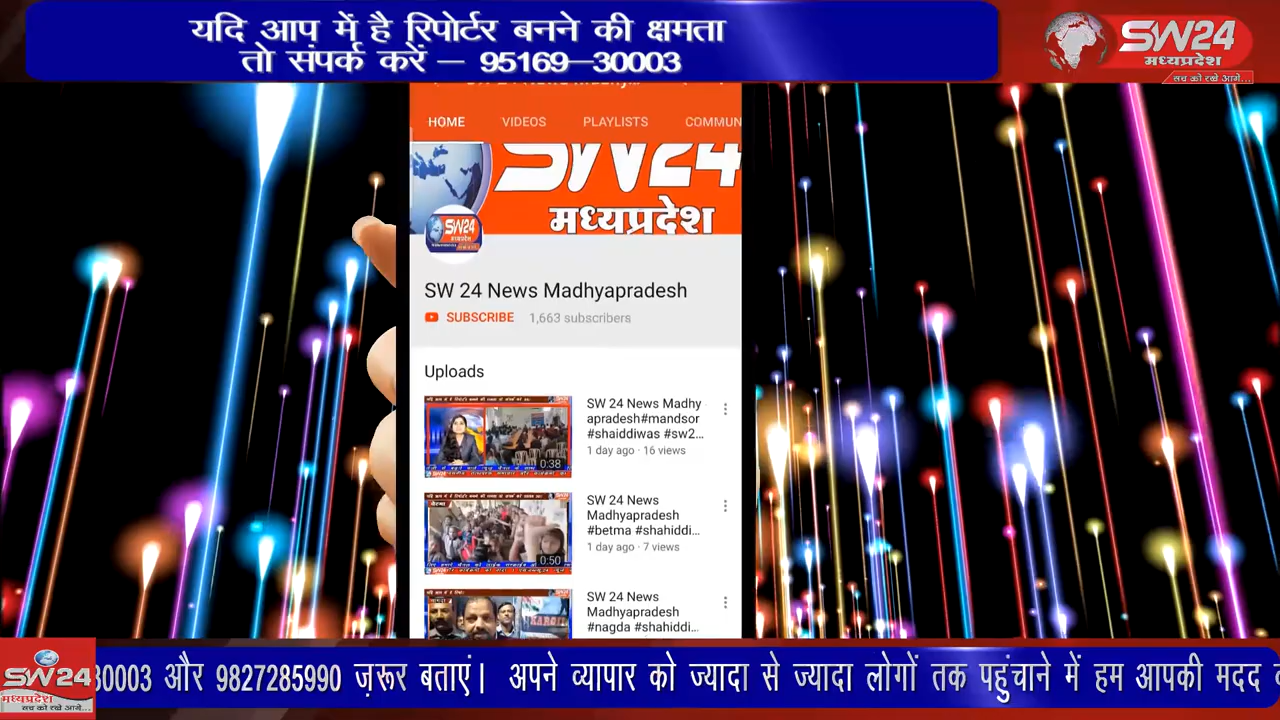 यदि आप में है रिपोर्टर बनने की क्षमता
तो संपर्क करें – 95169–30003
SW24
मध्यप्रदेश
सच को रखे आगे...
HOME VIDEOS PLAYLISTS COMMUN
SW24
मध्यप्रदेश
SW24
SW 24 News Madhyapradesh
SUBSCRIBE 1,663 subscribers
Uploads
SW 24 News Madhy
apradesh#mandsor
#shaiddiwas #sw2...
1 day ago · 16 views
0:38
SW 24 News
Madhyapradesh
#betma #shahiddi...
1 day ago · 7 views
0:50
SW 24 News
Madhyapradesh
#nagda #shahiddi...
KARGIL
SW24
मध्यप्रदेश
सच को रखे आगे...
30003 और 9827285990 ज़रूर बताएं। अपने व्यापार को ज्यादा से ज्यादा लोगों तक पहुंचाने में हम आपकी मदद